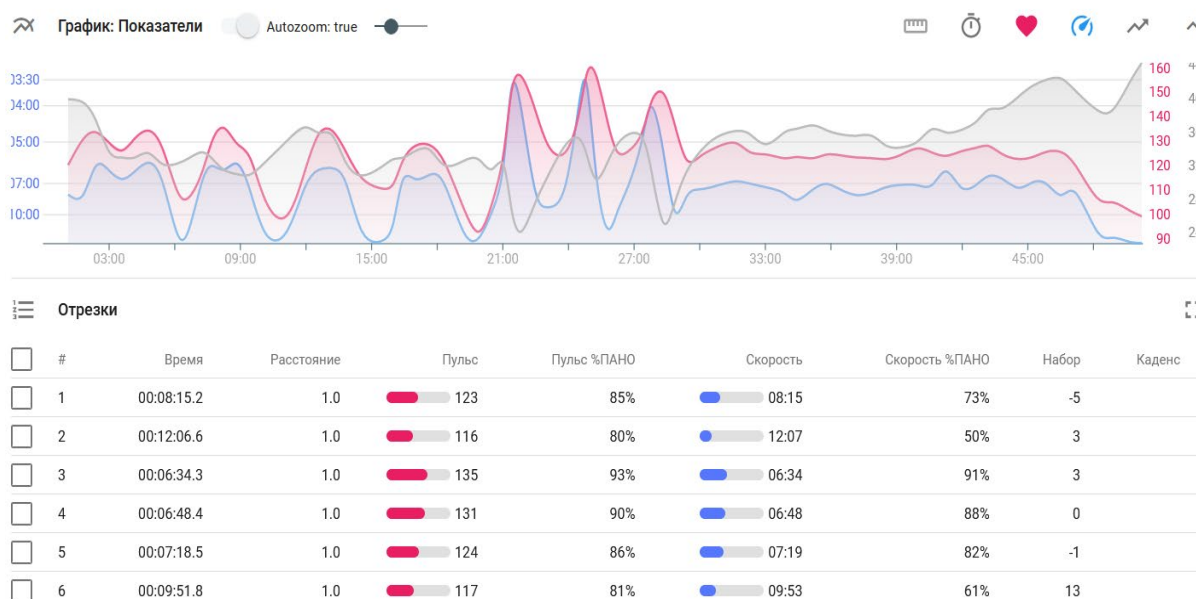 График: Показатели Autozoom: true
03:30 160
04:00 150
140
05:00 130
07:00 120
110
10:00 100
90
03:00 09:00 15:00 21:00 27:00 33:00 39:00 45:00
Отрезки
# Время Расстояние Пульс Пульс %ПАНО Скорость Скорость %ПАНО Набор Каденс
1 00:08:15.2 1.0 123 85% 08:15 73% -5
2 00:12:06.6 1.0 116 80% 12:07 50% 3
3 00:06:34.3 1.0 135 93% 06:34 91% 3
4 00:06:48.4 1.0 131 90% 06:48 88% 0
5 00:07:18.5 1.0 124 86% 07:19 82% -1
6 00:09:51.8 1.0 117 81% 09:53 61% 13